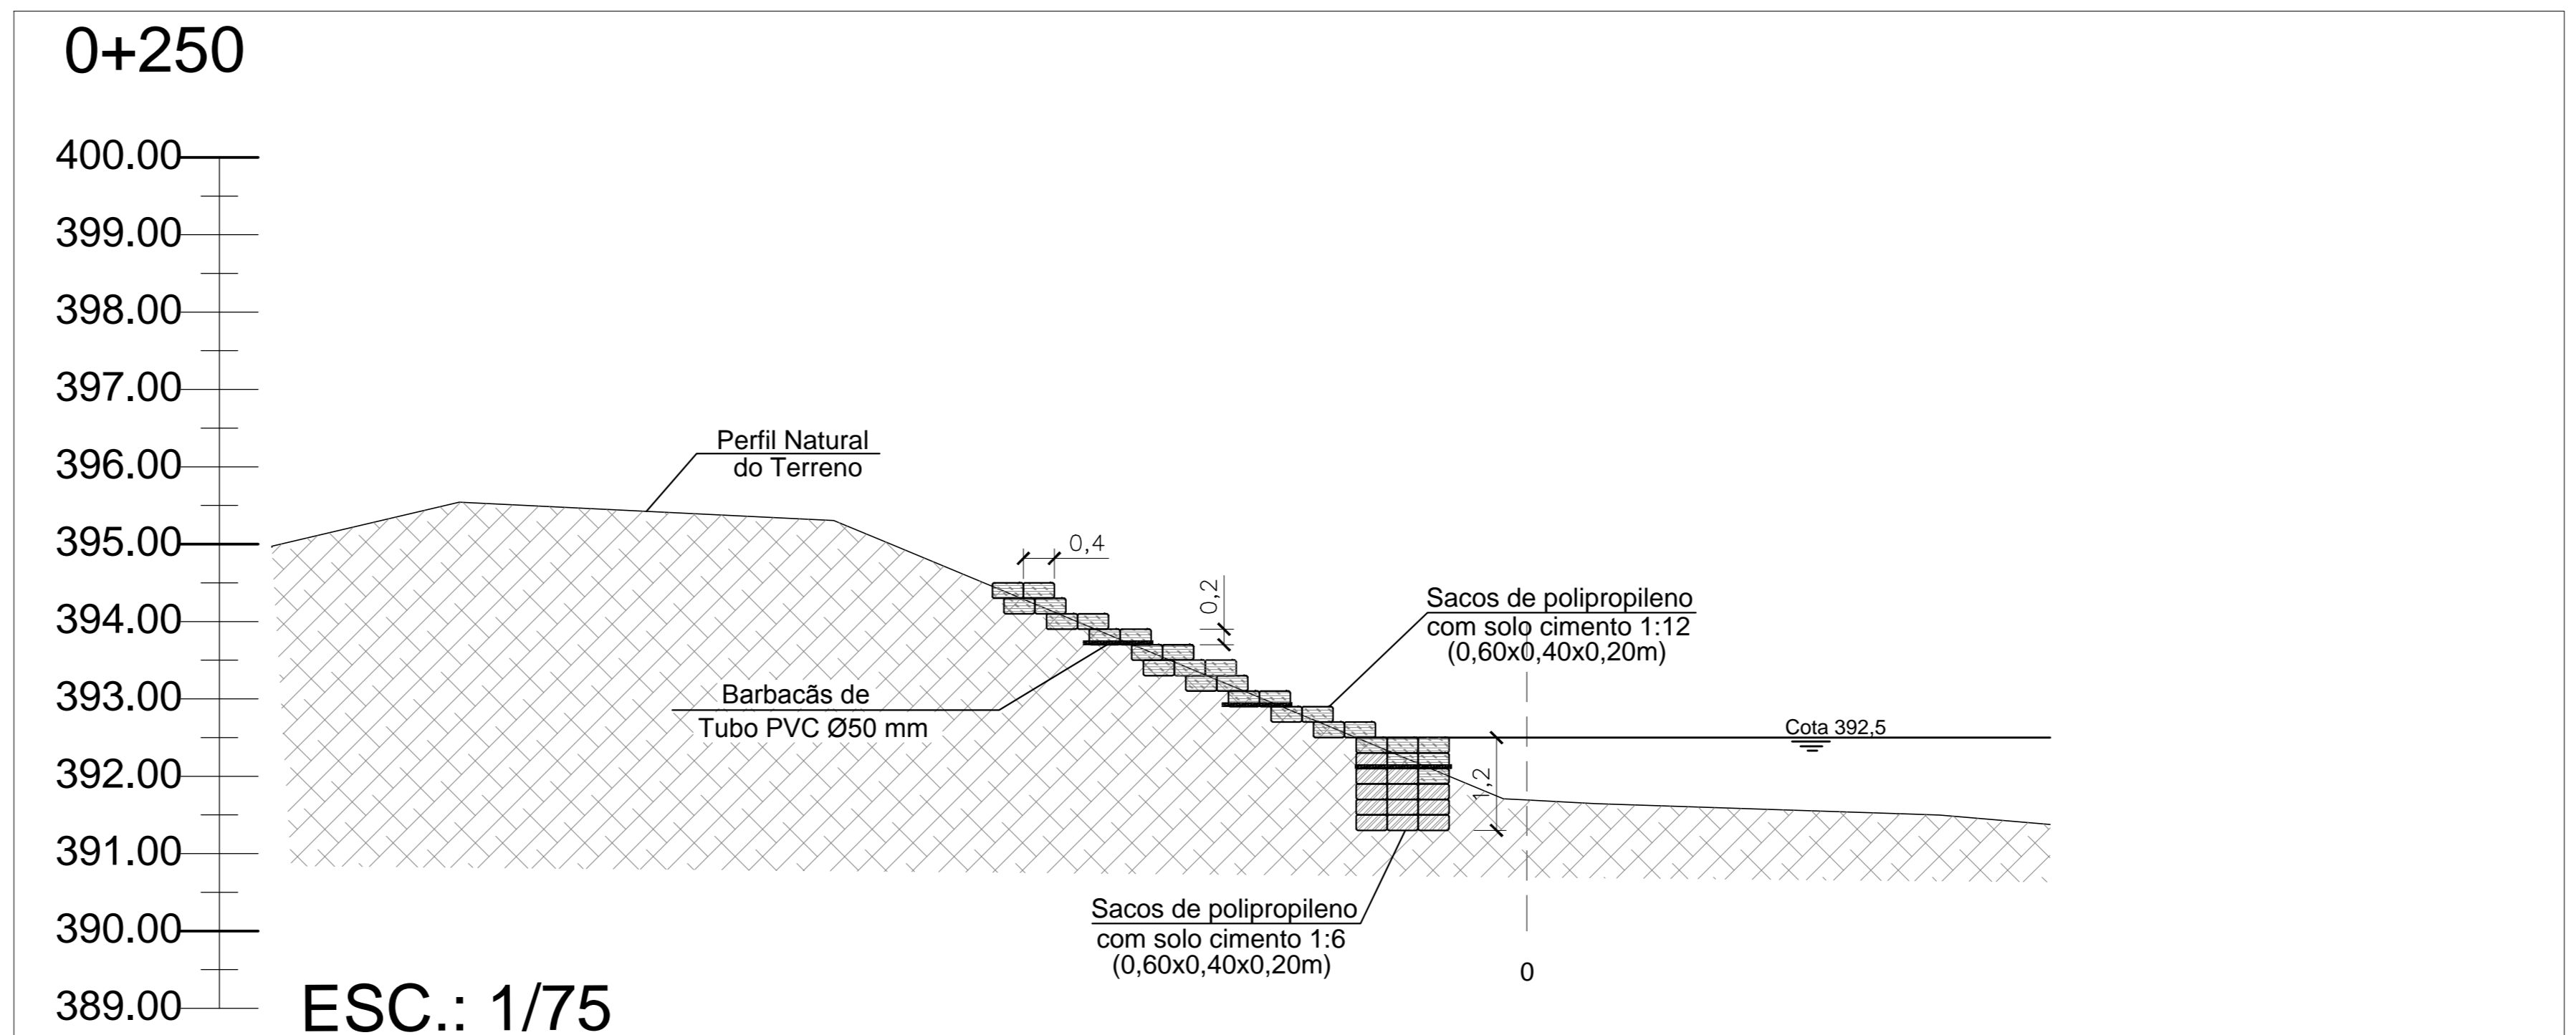 0+250
400.00
399.00
398.00
397.00
396.00
395.00
394.00
393.00
392.00
391.00
390.00
389.00
Perfil Natural
do Terreno
0,4
0,2
Sacos de polipropileno
com solo cimento 1:12
(0,60x0,40x0,20m)
Barbacãs de
Tubo PVC Ø50 mm
Cota 392,5
1,2
Sacos de polipropileno
com solo cimento 1:6
(0,60x0,40x0,20m)
0
ESC.: 1/75